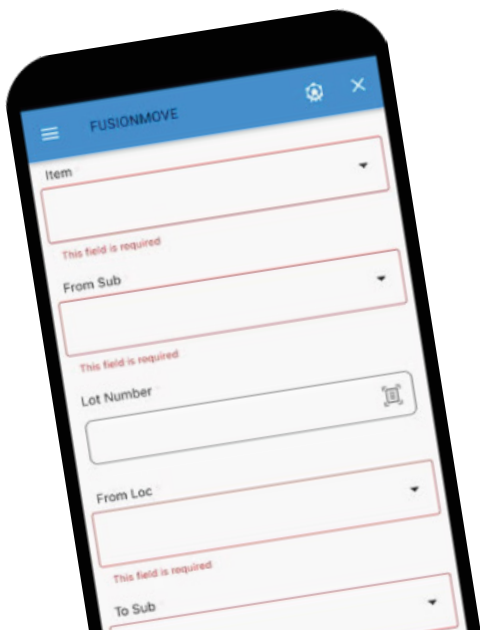 FUSIONMOVE
Item
This field is required
From Sub
This field is required
Lot Number
From Loc
This field is required
To Sub